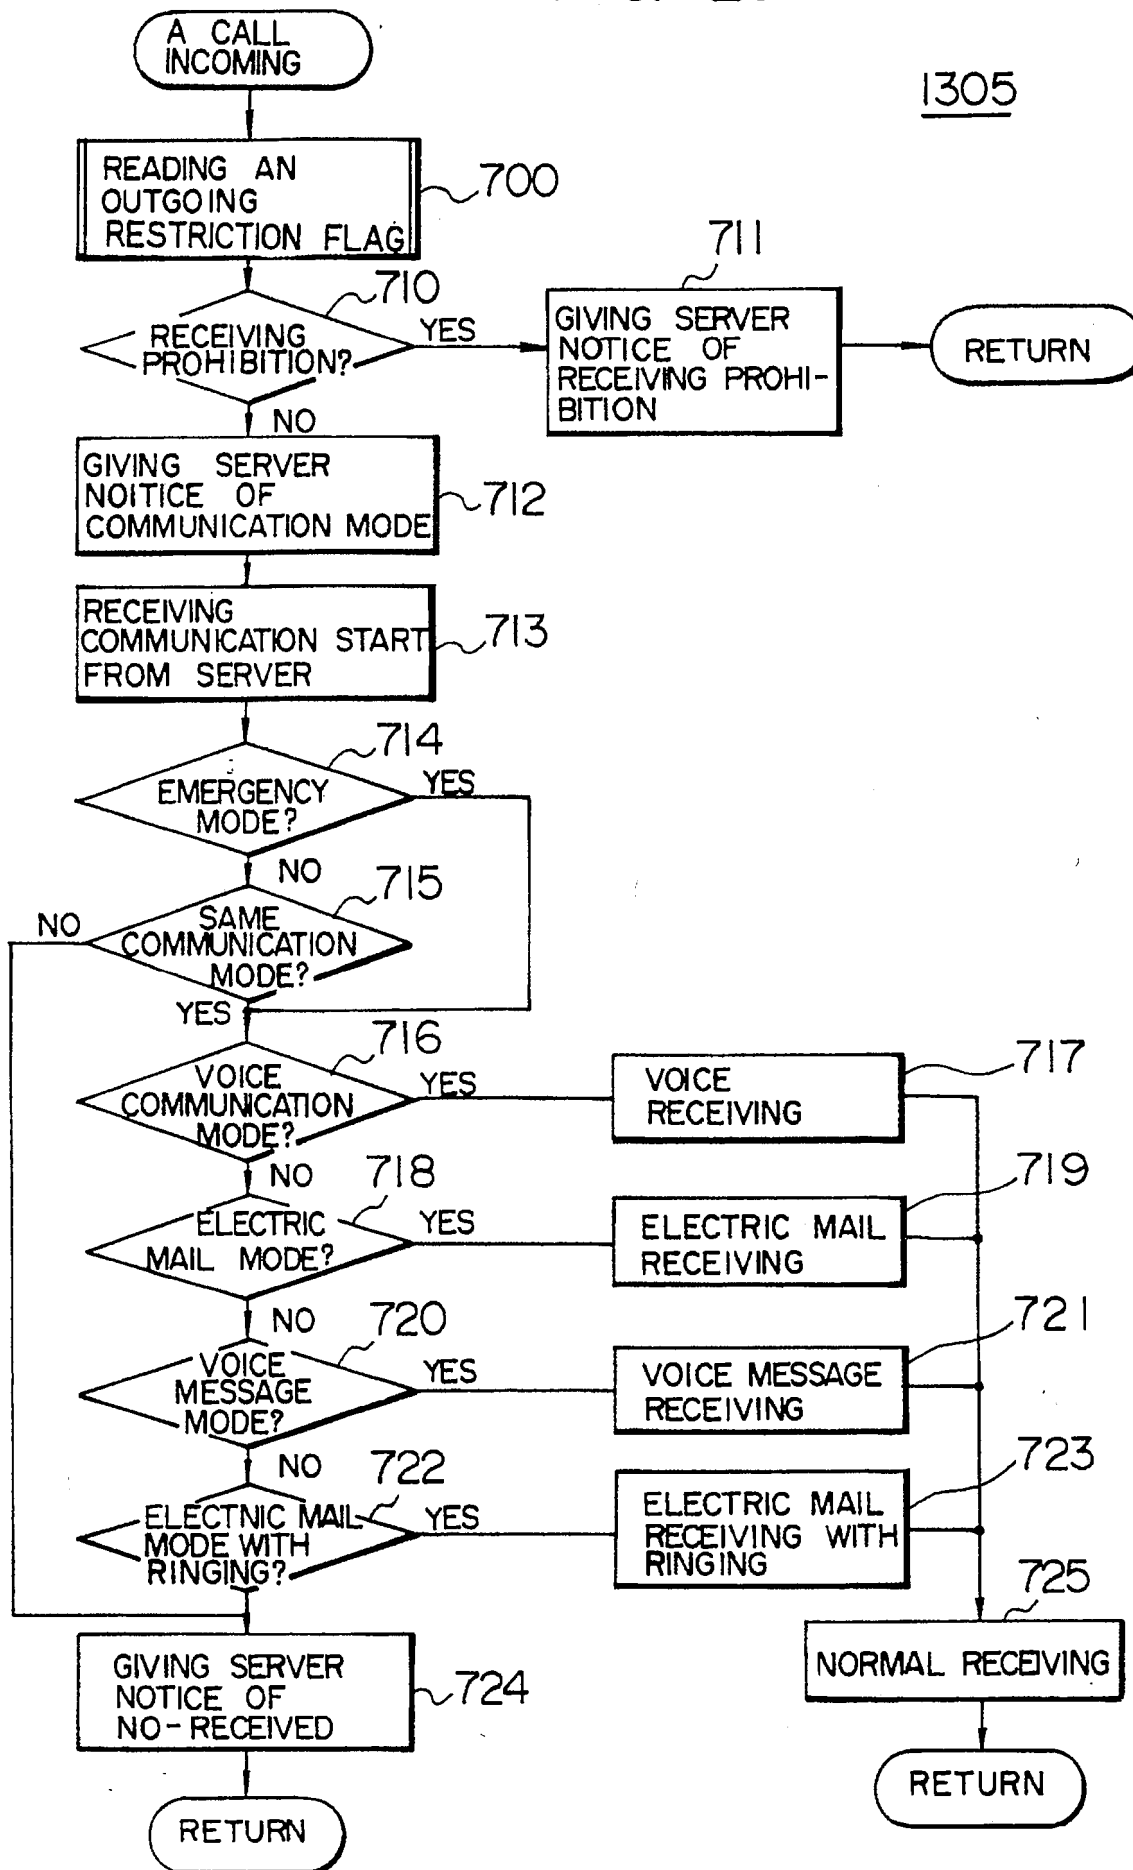 A CALL
INCOMING
1305
READING AN
OUTGOING
RESTRICTION FLAG
700
710
711
RECEIVING
PROHIBITION?
YES
GIVING SERVER
NOTICE OF
RECEIVING PROHI-
BITION
RETURN
NO
GIVING SERVER
NOITICE OF
COMMUNICATION MODE
712
RECEIVING
COMMUNICATION START
FROM SERVER
713
714
EMERGENCY
MODE?
YES
NO
715
NO
SAME
COMMUNICATION
MODE?
YES
716
VOICE
COMMUNICATION
MODE?
YES
VOICE
RECEIVING
717
NO
718
ELECTRIC
MAIL MODE?
YES
ELECTRIC MAIL
RECEIVING
719
NO
720
VOICE
MESSAGE
MODE?
YES
VOICE MESSAGE
RECEIVING
721
NO
722
ELECTNIC MAIL
MODE WITH
RINGING?
YES
ELECTRIC MAIL
RECEIVING WITH
RINGING
723
725
GIVING SERVER
NOTICE OF
NO-RECEIVED
724
NORMAL RECEIVING
RETURN
RETURN